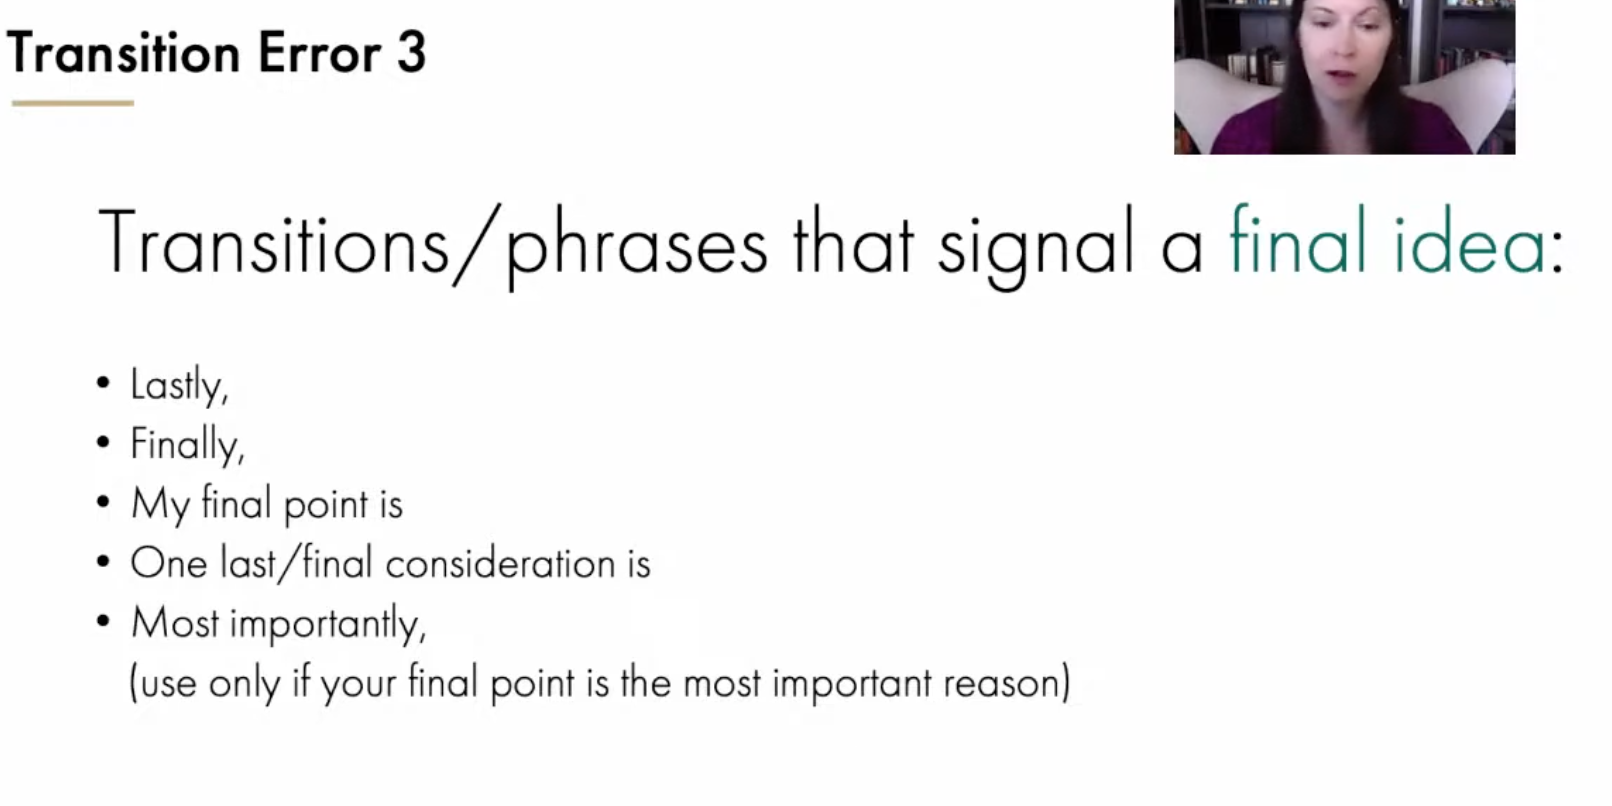 Transition Error 3
Transitions/phrases that signal a final idea:
• Lastly,
• Finally,
• My final point is
• One last/final consideration is
• Most importantly,
(use only if your final point is the most important reason)